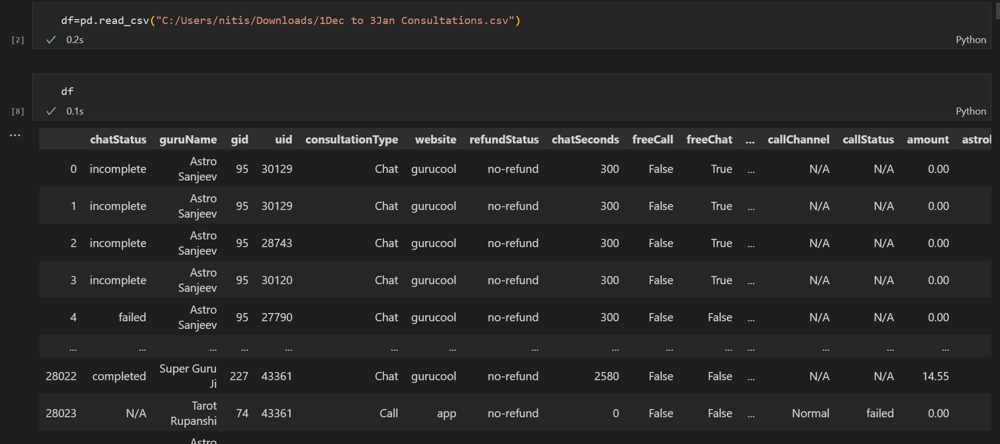 df=pd.read_csv("C:/Users/nitis/Downloads/1Dec to 3Jan Consultations.csv")
[2] 0.2s Python
df
[8] 0.1s Python
...
chatStatus guruName gid uid consultationType website refundStatus chatSeconds freeCall freeChat ... callChannel callStatus amount astrol
0 incomplete Astro Sanjeev 95 30129 Chat gurucool no-refund 300 False True ... N/A N/A 0.00
1 incomplete Astro Sanjeev 95 30129 Chat gurucool no-refund 300 False True ... N/A N/A 0.00
2 incomplete Astro Sanjeev 95 28743 Chat gurucool no-refund 300 False True ... N/A N/A 0.00
3 incomplete Astro Sanjeev 95 30120 Chat gurucool no-refund 300 False True ... N/A N/A 0.00
4 failed Astro Sanjeev 95 27790 Chat gurucool no-refund 300 False False ... N/A N/A 0.00
... ... ... ... ... ... ... ... ... ... ... ... ... ... ...
28022 completed Super Guru Ji 227 43361 Chat gurucool no-refund 2580 False False ... N/A N/A 14.55
28023 N/A Tarot Rupanshi 74 43361 Call app no-refund 0 False False ... Normal failed 0.00
Astro